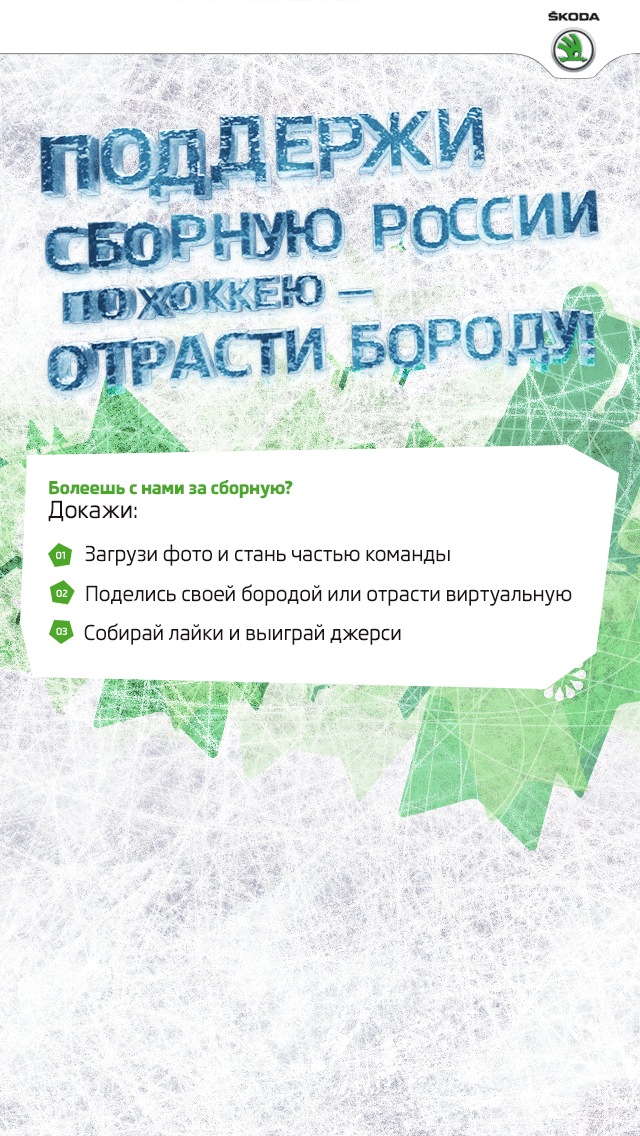 ŠKODA
ПОДДЕРЖИ
СБОРНУЮ РОССИИ
ПО ХОККЕЮ —
ОТРАСТИ БОРОДУ!
Болеешь с нами за сборную?
Докажи:
01 Загрузи фото и стань частью команды
02 Поделись своей бородой или отрасти виртуальную
03 Собирай лайки и выиграй джерси